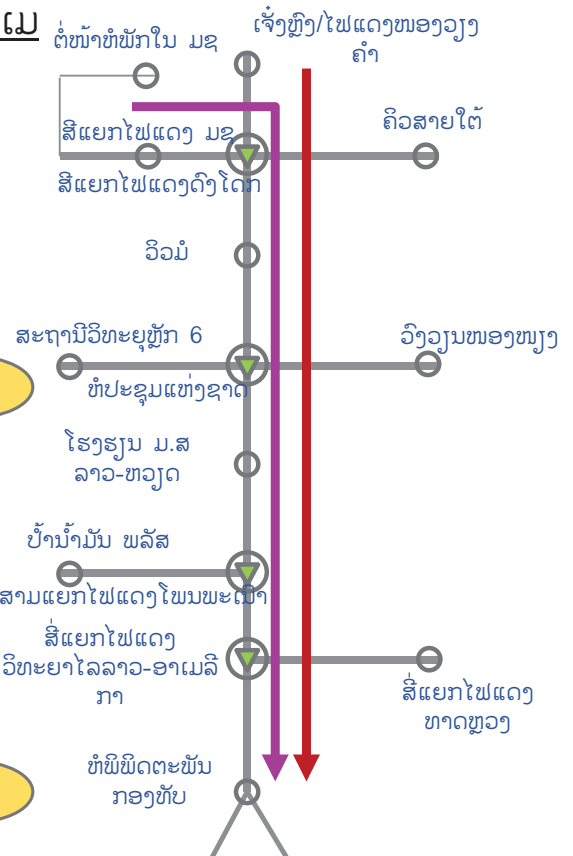 ເມ
ຕໍ່ໜ້າຫໍພັກໃນ ມຊ
ເຈັ່ງຫຼົງ/ໄຟແດງໜອງວຽງ
ຄຳ
ສີແຍກໄຟແດງ ມຊ
ຄິວສາຍໃຕ້
ສີແຍກໄຟແດງດົງໂດກ
ວິວມໍ
ສະຖານີວິທະຍຸຫຼັກ 6
ວົງວຽນໜອງໜຽງ
ຫໍປະຊຸມແຫ່ງຊາດ
ໂຮງຮຽນ ມ.ສ
ລາວ-ຫວຽດ
ປ້ຳນ້ຳມັນ ພລັສ
ສາມແຍກໄຟແດງໂພນພະເນົາ
ສີ່ແຍກໄຟແດງ
ວິທະຍາໄລລາວ-ອາເມລິ
ກາ
ສີ່ແຍກໄຟແດງ
ທາດຫຼວງ
ຫໍພິພິດຕະພັນ
ກອງທັບ